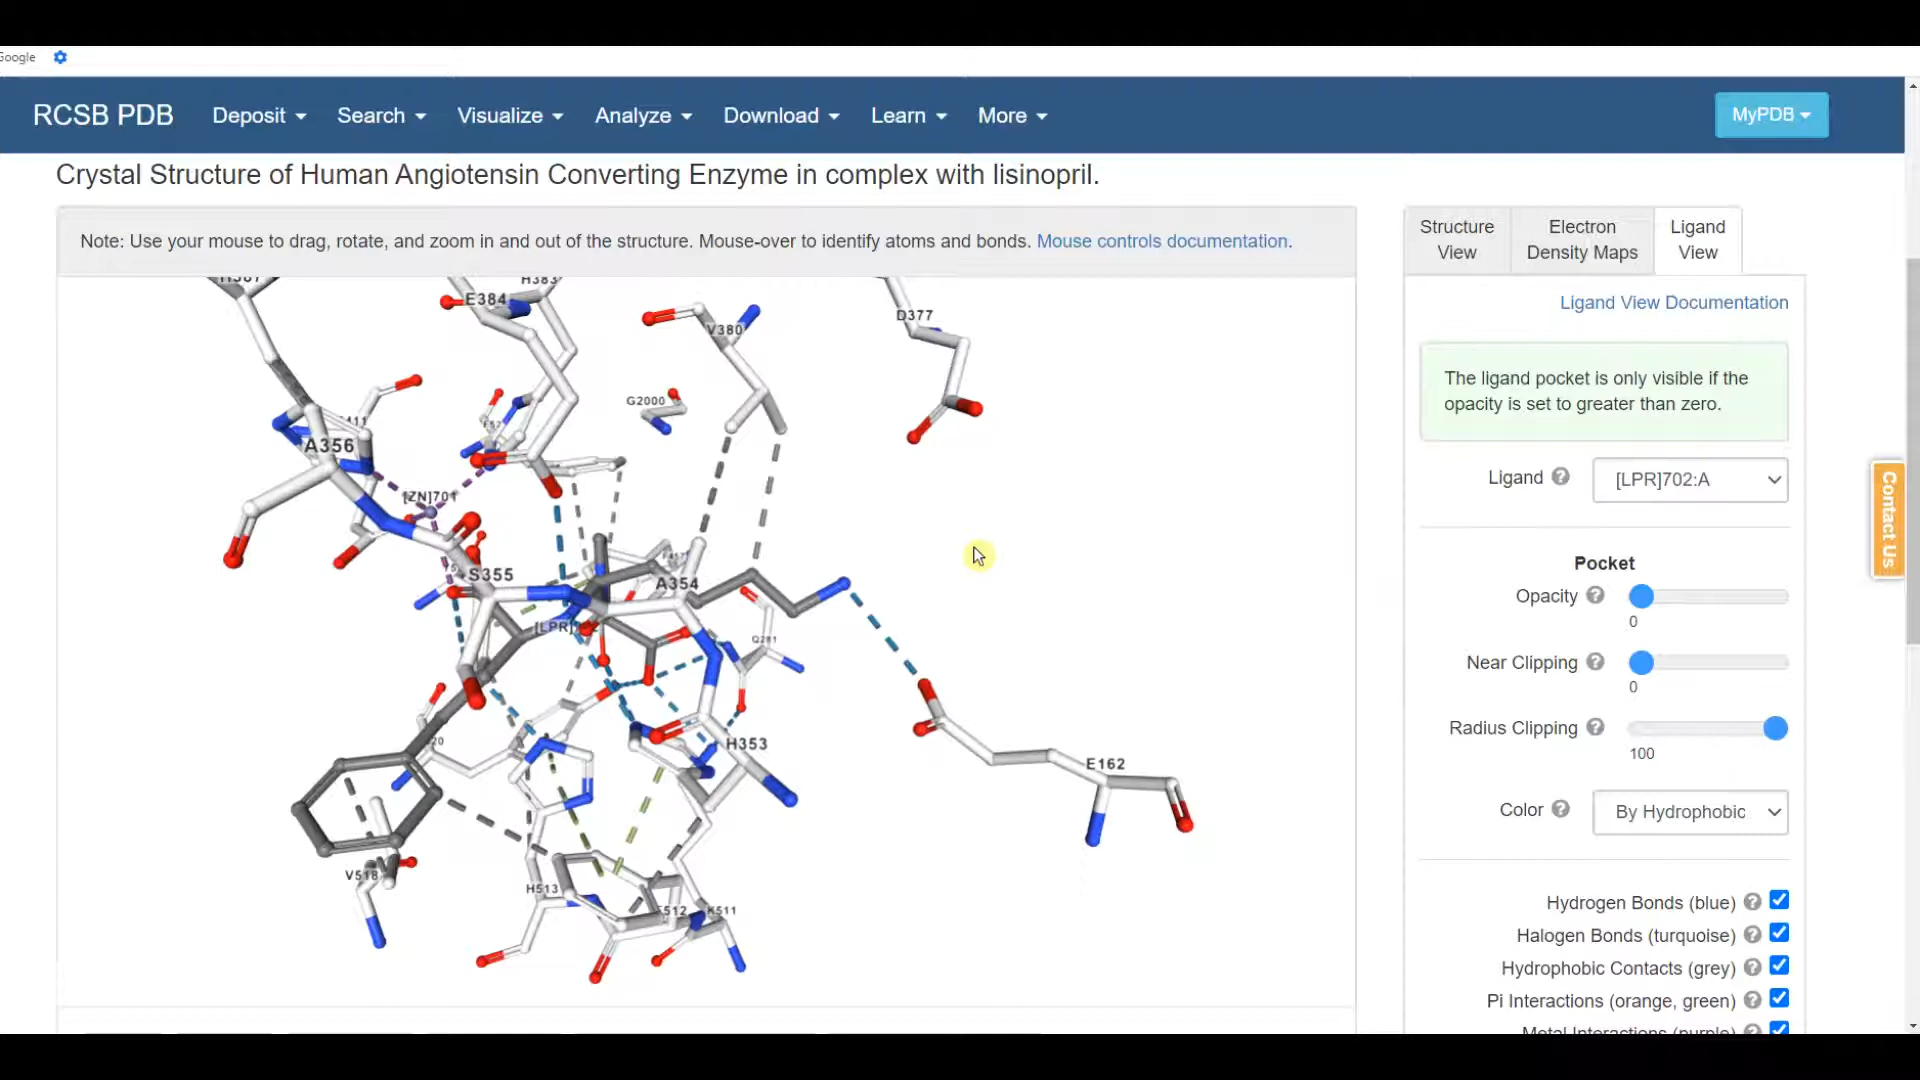 Google
RCSB PDB Deposit Search Visualize Analyze Download Learn More MyPDB
Crystal Structure of Human Angiotensin Converting Enzyme in complex with lisinopril.
Note: Use your mouse to drag, rotate, and zoom in and out of the structure. Mouse-over to identify atoms and bonds. Mouse controls documentation.
H383
E384
V380
D377
G2000
A356
[ZN]701
S355
A354
Q281
H353
E162
V518
H513
K511
Structure View
Electron Density Maps
Ligand View
Ligand View Documentation
The ligand pocket is only visible if the
opacity is set to greater than zero.
Ligand [LPR]702:A
Pocket
Opacity
0
Near Clipping
0
Radius Clipping
100
Color By Hydrophobic
Hydrogen Bonds (blue)
Halogen Bonds (turquoise)
Hydrophobic Contacts (grey)
Pi Interactions (orange, green)
Metal Interactions (purple)
Contact Us